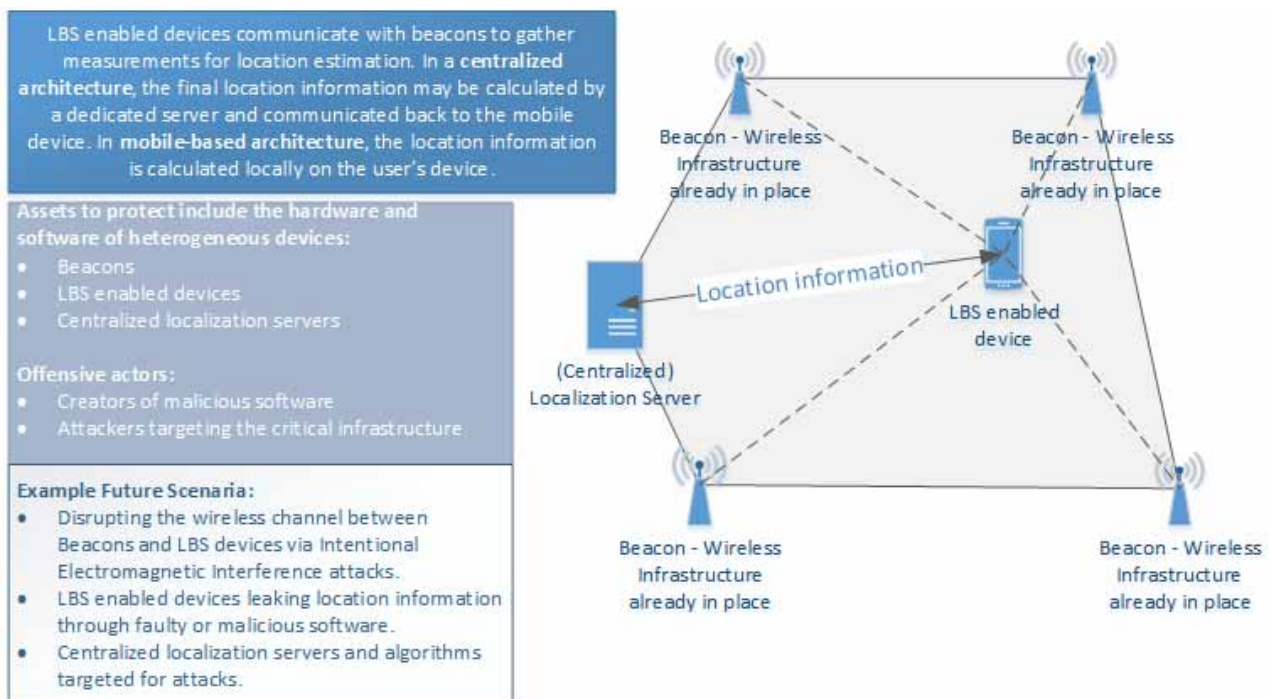 LBS enabled devices communicate with beacons to gather
measurements for location estimation. In a centralized
architecture, the final location information may be calculated by
a dedicated server and communicated back to the mobile
device. In mobile-based architecture, the location information
is calculated locally on the user's device.
Assets to protect include the hardware and
software of heterogeneous devices:
• Beacons
• LBS enabled devices
• Centralized localization servers
Offensive actors:
• Creators of malicious software
• Attackers targeting the critical infrastructure
Example Future Scenaria:
• Disrupting the wireless channel between
Beacons and LBS devices via Intentional
Electromagnetic Interference attacks.
• LBS enabled devices leaking location information
through faulty or malicious software.
• Centralized localization servers and algorithms
targeted for attacks.
Beacon - Wireless
Infrastructure
already in place
Beacon - Wireless
Infrastructure
already in place
Location information
LBS enabled
device
(Centralized)
Localization Server
Beacon - Wireless
Infrastructure
already in place
Beacon - Wireless
Infrastructure
already in place